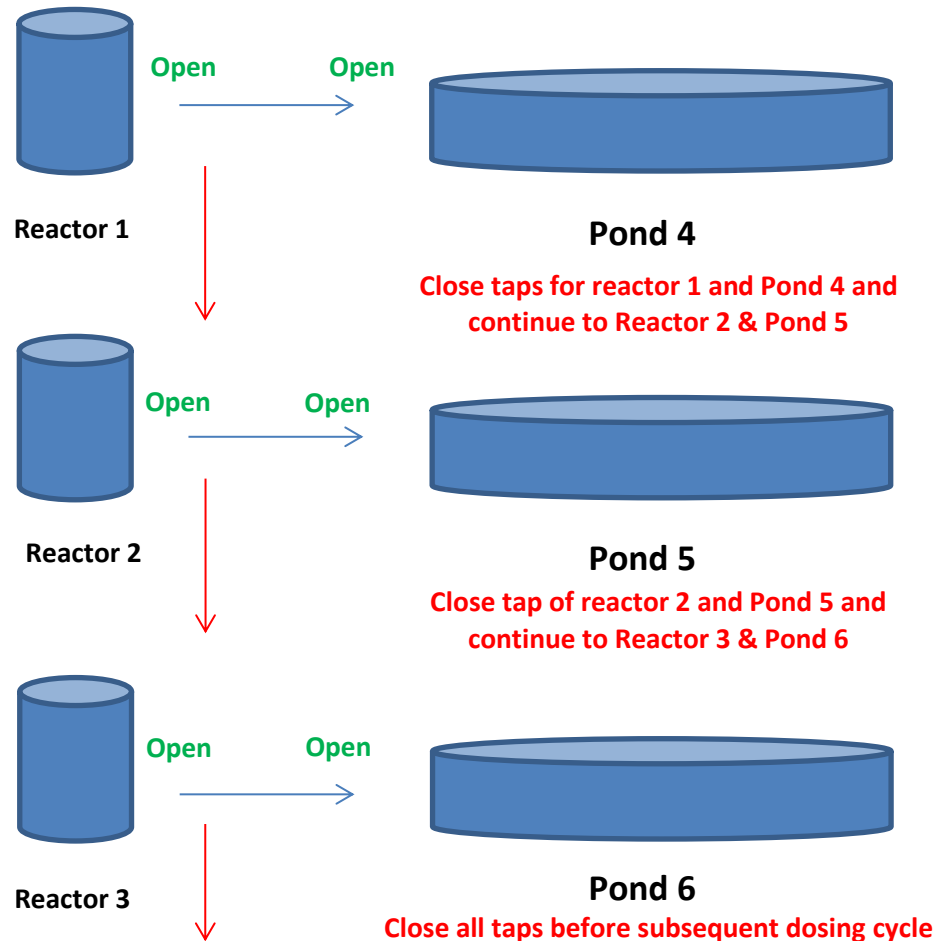 Open Open
Reactor 1
Pond 4
Close taps for reactor 1 and Pond 4 and
continue to Reactor 2 & Pond 5
Open Open
Reactor 2
Pond 5
Close tap of reactor 2 and Pond 5 and
continue to Reactor 3 & Pond 6
Open Open
Reactor 3
Pond 6
Close all taps before subsequent dosing cycle